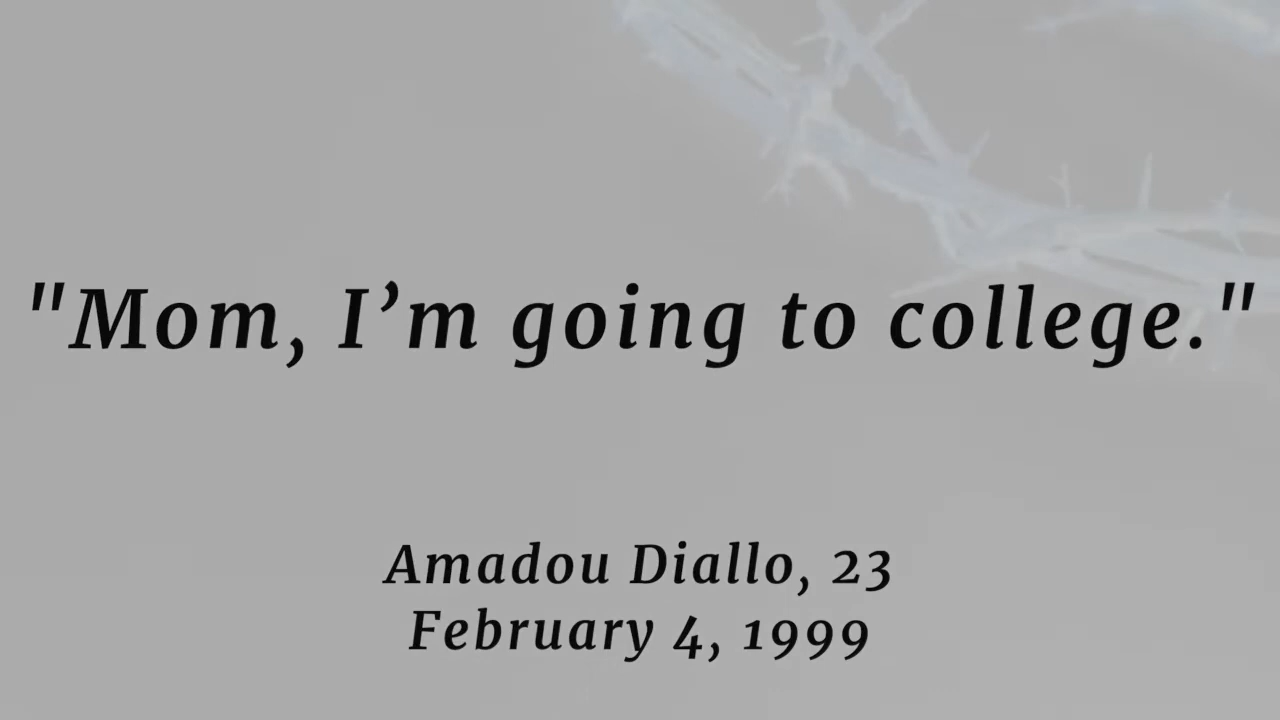 "Mom, I’m going to college."
Amadou Diallo, 23
February 4, 1999